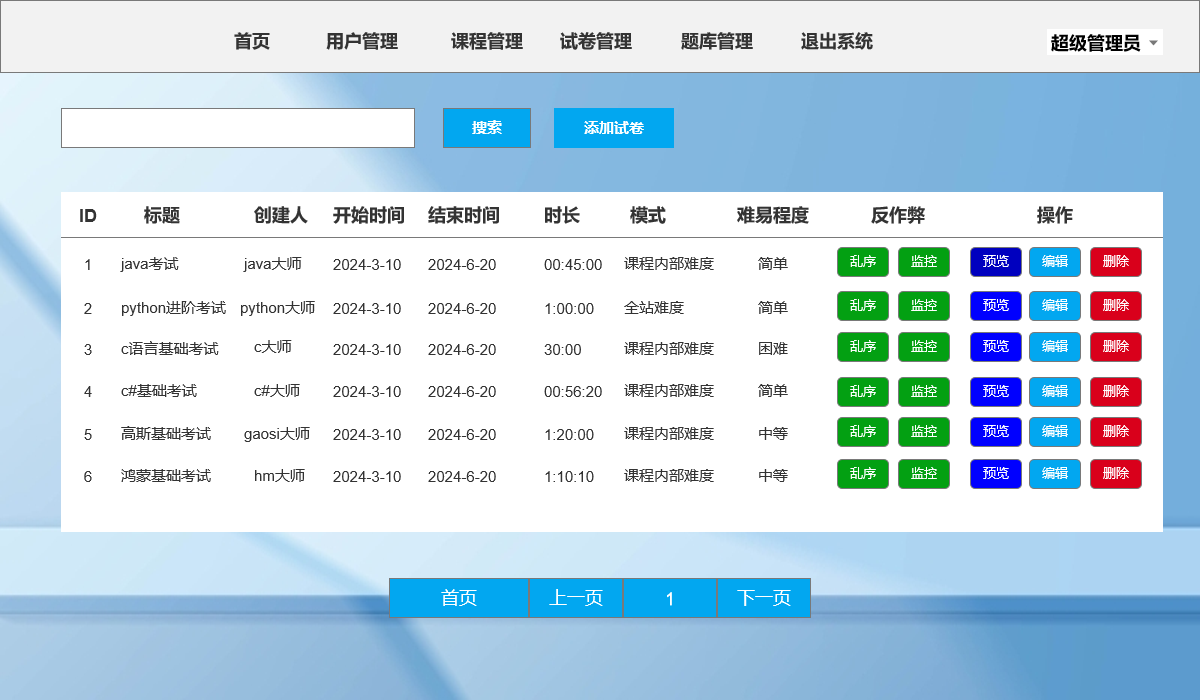 首页 用户管理 课程管理 试卷管理 题库管理 退出系统 超级管理员
搜索 添加试卷
ID 标题 创建人 开始时间 结束时间 时长 模式 难易程度 反作弊 操作
1 java考试 java大师 2024-3-10 2024-6-20 00:45:00 课程内部难度 简单 乱序 监控 预览 编辑 删除
2 python进阶考试 python大师 2024-3-10 2024-6-20 1:00:00 全站难度 简单 乱序 监控 预览 编辑 删除
3 c语言基础考试 c大师 2024-3-10 2024-6-20 30:00 课程内部难度 困难 乱序 监控 预览 编辑 删除
4 c#基础考试 c#大师 2024-3-10 2024-6-20 00:56:20 课程内部难度 简单 乱序 监控 预览 编辑 删除
5 高斯基础考试 gaosi大师 2024-3-10 2024-6-20 1:20:00 课程内部难度 中等 乱序 监控 预览 编辑 删除
6 鸿蒙基础考试 hm大师 2024-3-10 2024-6-20 1:10:10 课程内部难度 中等 乱序 监控 预览 编辑 删除
首页 上一页 1 下一页